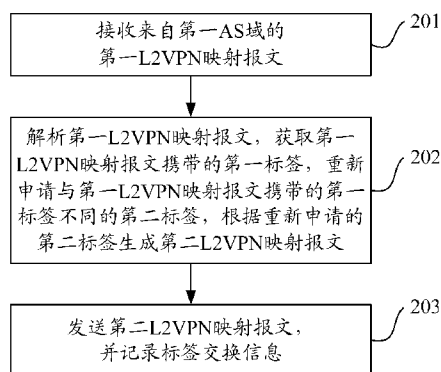 接收来自第一AS域的
第一L2VPN映射报文
201
解析第一L2VPN映射报文，获取第一
L2VPN映射报文携带的第一标签，重新
申请与第一L2VPN映射报文携带的第一
标签不同的第二标签，根据重新申请的
第二标签生成第二L2VPN映射报文
202
发送第二L2VPN映射报文，
并记录标签交换信息
203